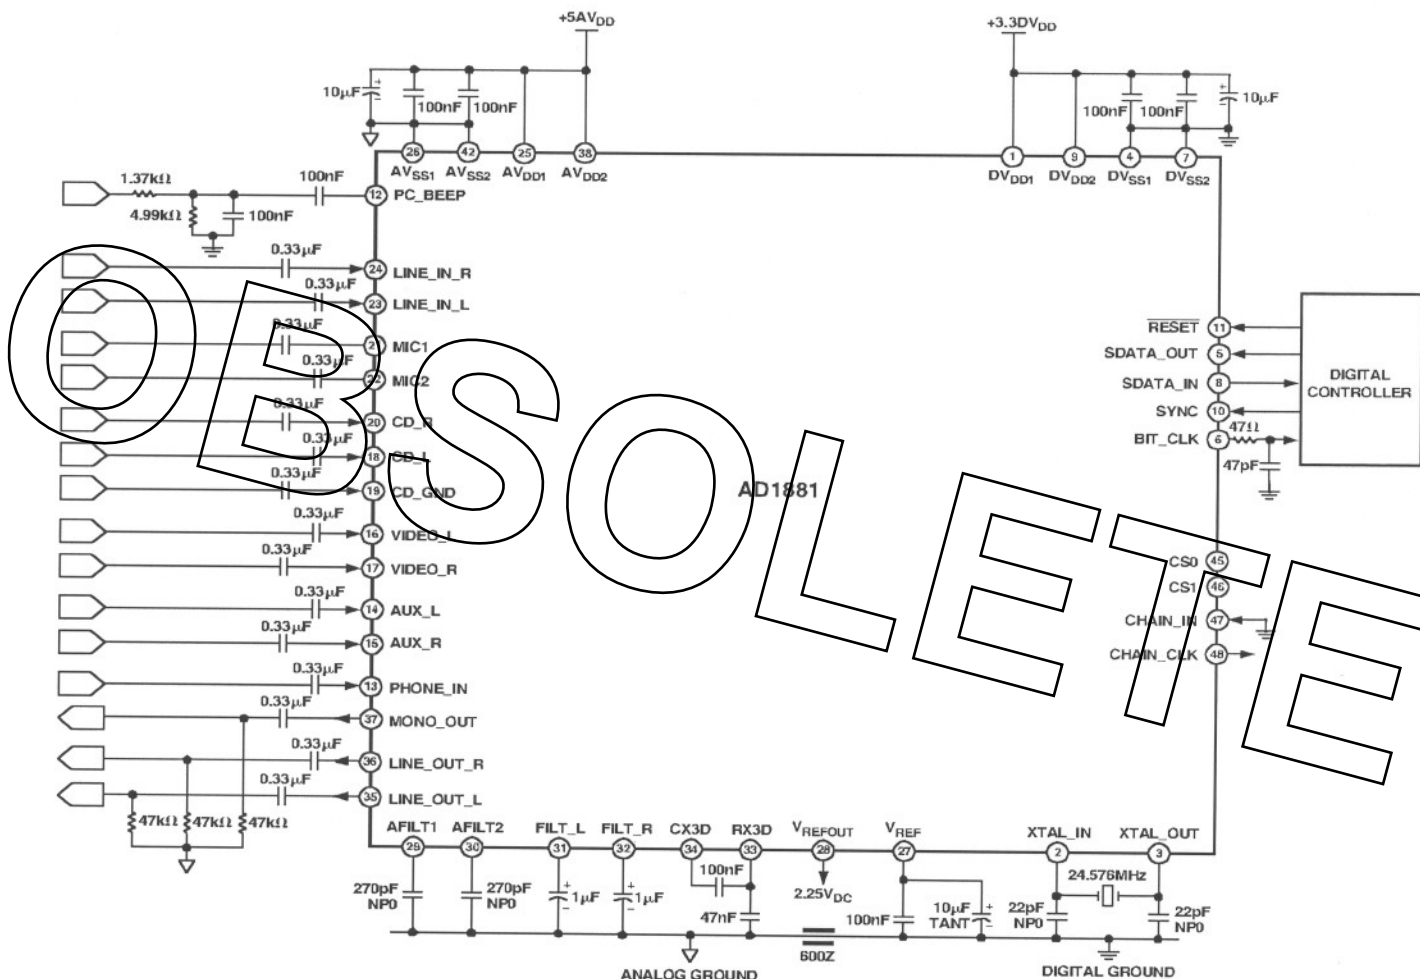 +5AVDD
+3.3DVDD
10µF
100nF
100nF
100nF
100nF
10µF
26
42
25
38
1
9
4
7
AVSS1
AVSS2
AVDD1
AVDD2
DVDD1
DVDD2
DVSS1
DVSS2
1.37kΩ
100nF
12
PC_BEEP
4.99kΩ
100nF
0.33µF
24
LINE_IN_R
0.33µF
23
LINE_IN_L
0.33µF
MIC1
0.33µF
22
MIC2
0.33µF
20
CD_R
0.33µF
18
CD_L
0.33µF
19
CD_GND
0.33µF
16
VIDEO_L
0.33µF
17
VIDEO_R
0.33µF
14
AUX_L
0.33µF
15
AUX_R
0.33µF
13
PHONE_IN
0.33µF
37
MONO_OUT
0.33µF
36
LINE_OUT_R
0.33µF
35
LINE_OUT_L
47kΩ
47kΩ
47kΩ
AD1881
OBSOLETE
RESET
11
SDATA_OUT
5
SDATA_IN
8
SYNC
10
BIT_CLK
6
47Ω
47pF
DIGITAL
CONTROLLER
CS0
45
CS1
46
CHAIN_IN
47
CHAIN_CLK
48
AFILT1
AFILT2
FILT_L
FILT_R
CX3D
RX3D
VREFOUT
VREF
XTAL_IN
XTAL_OUT
29
30
31
32
34
33
28
27
2
3
270pF
NP0
270pF
NP0
1µF
1µF
100nF
47nF
2.25VDC
100nF
10µF
TANT
24.576MHz
22pF
NP0
22pF
NP0
600Z
ANALOG GROUND
DIGITAL GROUND